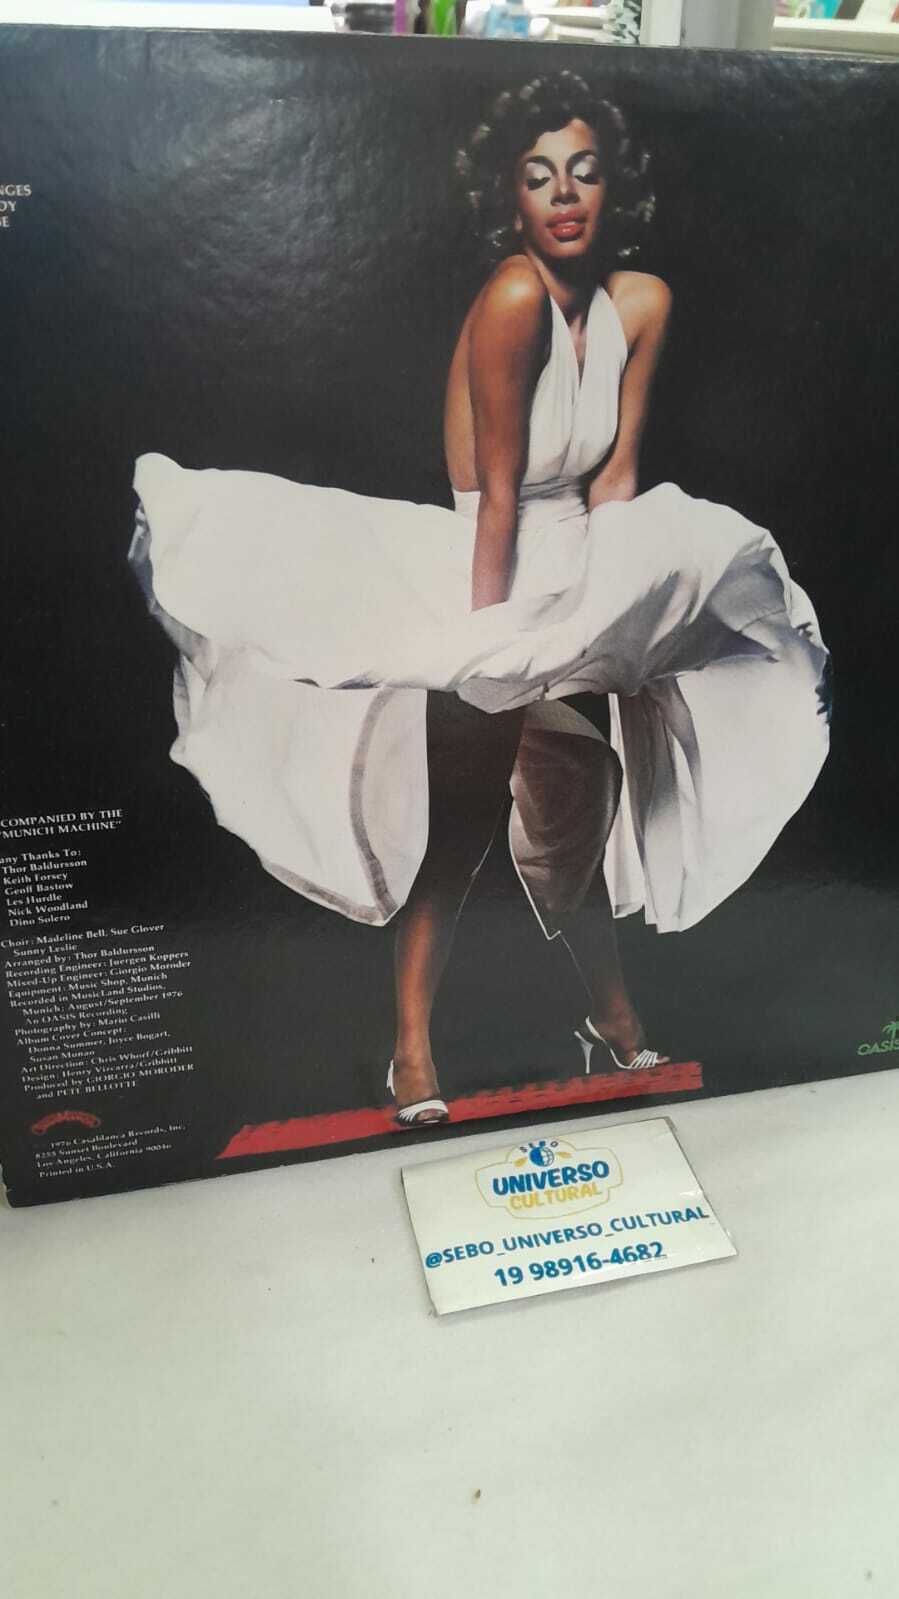 NGES
DY
GE
COMPANIED BY THE
"MUNICH MACHINE"
any Thanks To:
Thor Baldursson
Keith Forsey
Geoff Bastow
Les Hurdle
Nick Woodland
Dino Solero
Choir: Madeline Bell, Sue Glover
Sunny Leslie
Arranged by: Thor Baldursson
Recording Engineer: Juergen Koppers
Mixed-Up Engineer: Giorgio Moroder
Equipment: Music Shop, Munich
Recorded in MusicLand Studios,
Munich; August/September 1976
An OASIS Recording
Photography by: Mario Casilli
Album Cover Concept:
Donna Summer, Joyce Bogart,
Susan Munao
Art Direction: Chris Whorf/Gribbitt
Design: Henry Vizcarra/Gribbitt
Produced by GIORGIO MORODER
and PETE BELLOTTE
1976 Casablanca Records, Inc.
8255 Sunset Boulevard
Los Angeles, California 90046
Printed in U.S.A.
OASIS
SEBO
UNIVERSO
CULTURAL
@SEBO_UNIVERSO_CULTURAL
19 98916-4682